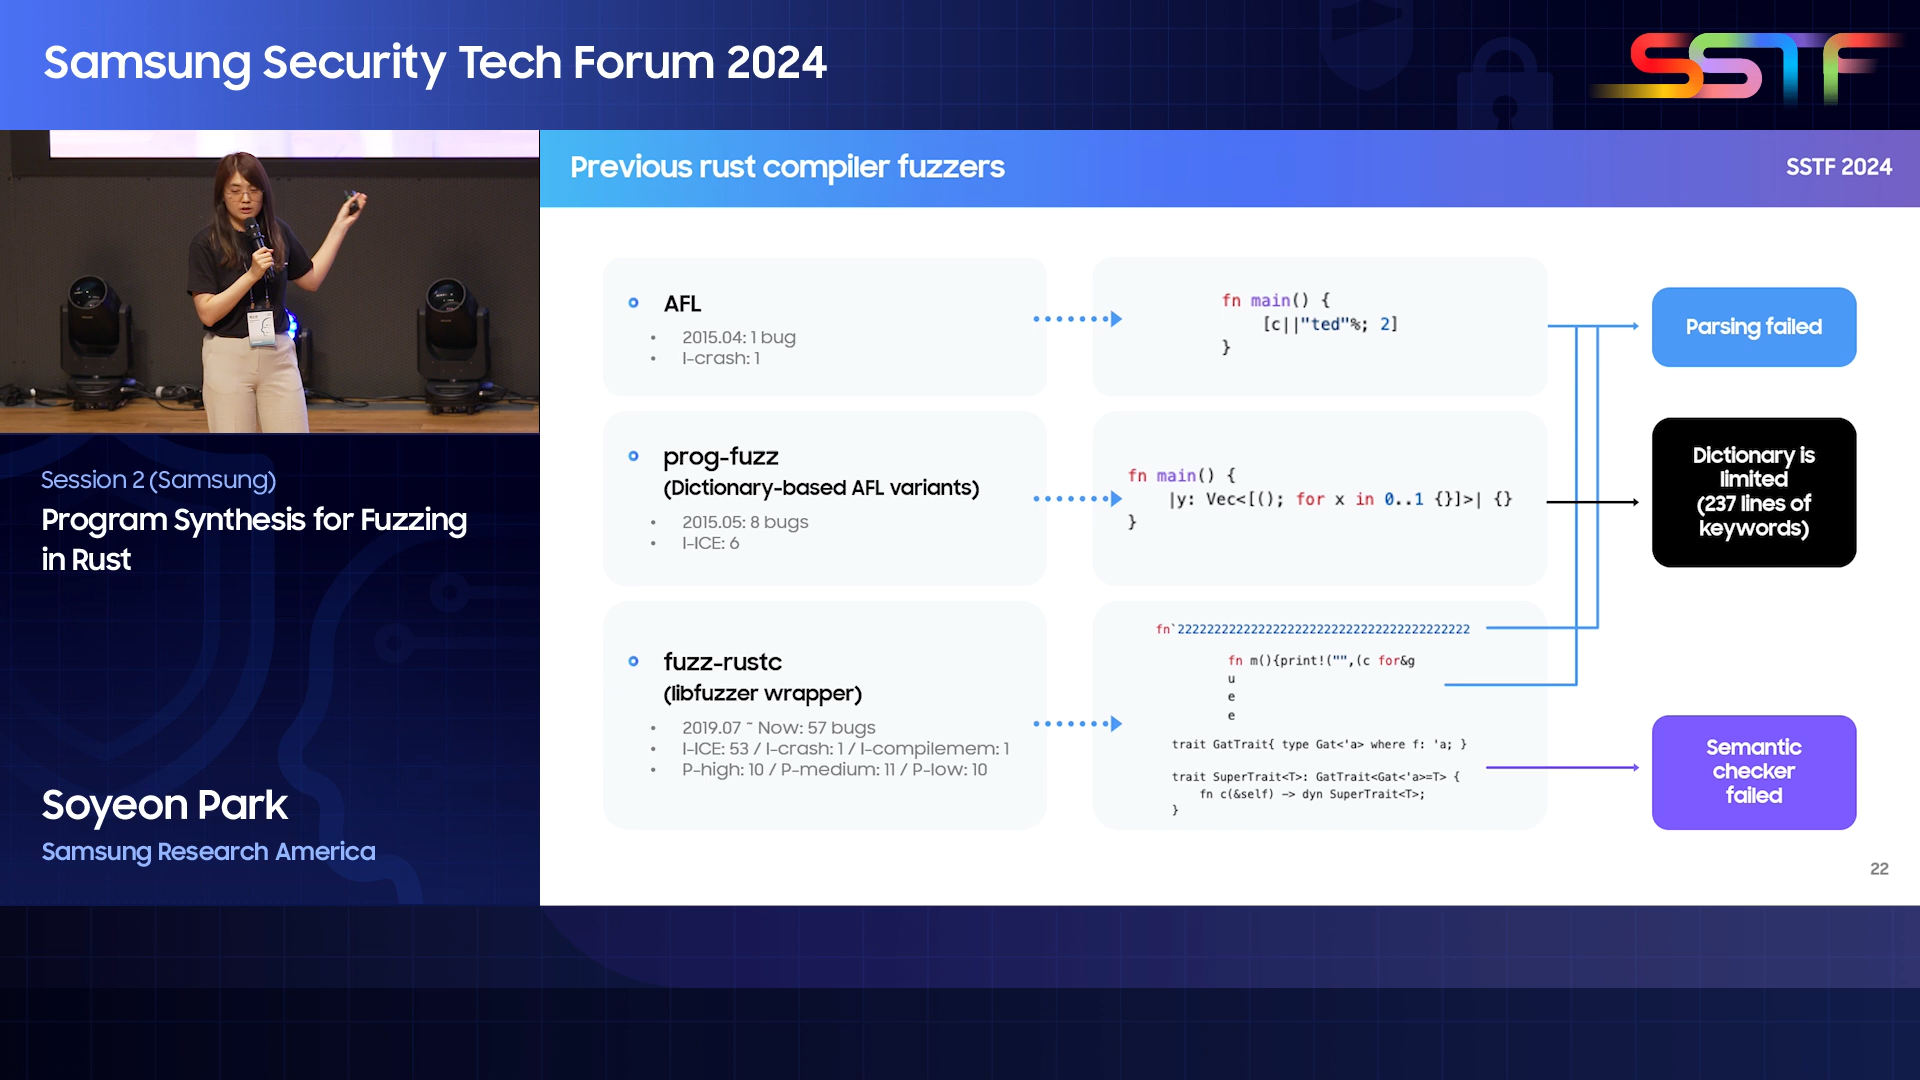 Samsung Security Tech Forum 2024
SSTF
Previous rust compiler fuzzers
SSTF 2024
Session 2 (Samsung)
Program Synthesis for Fuzzing
in Rust
Soyeon Park
Samsung Research America
AFL
• 2015.04: 1 bug
• I-crash: 1
fn main() {
[c||"ted"%; 2]
}
Parsing failed
prog-fuzz
(Dictionary-based AFL variants)
• 2015.05: 8 bugs
• I-ICE: 6
fn main() {
|y: Vec<[(); for x in 0..1 {}]>| {}
}
Dictionary is
limited
(237 lines of
keywords)
fuzz-rustc
(libfuzzer wrapper)
• 2019.07 ~ Now: 57 bugs
• I-ICE: 53 / I-crash: 1 / I-compilemem: 1
• P-high: 10 / P-medium: 11 / P-low: 10
fn`2222222222222222222222222222222222222222
fn m(){print!("",(c for&g
u
e
e
trait GatTrait{ type Gat<'a> where f: 'a; }
trait SuperTrait<T>: GatTrait<Gat<'a>=T> {
fn c(&self) -> dyn SuperTrait<T>;
}
Semantic
checker
failed
22